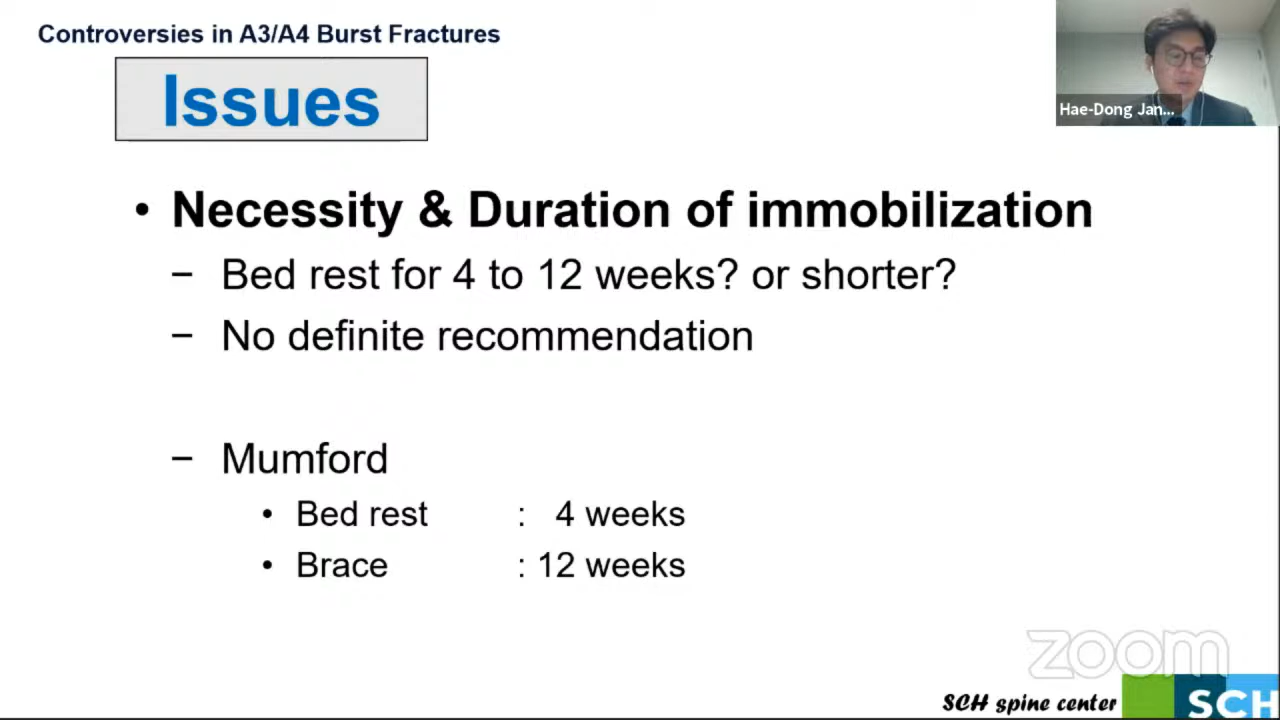 Controversies in A3/A4 Burst Fractures
Issues
Hae-Dong Jan...
• Necessity & Duration of immobilization
– Bed rest for 4 to 12 weeks? or shorter?
– No definite recommendation
– Mumford
• Bed rest : 4 weeks
• Brace : 12 weeks
zoom
SCH spine center
SCH